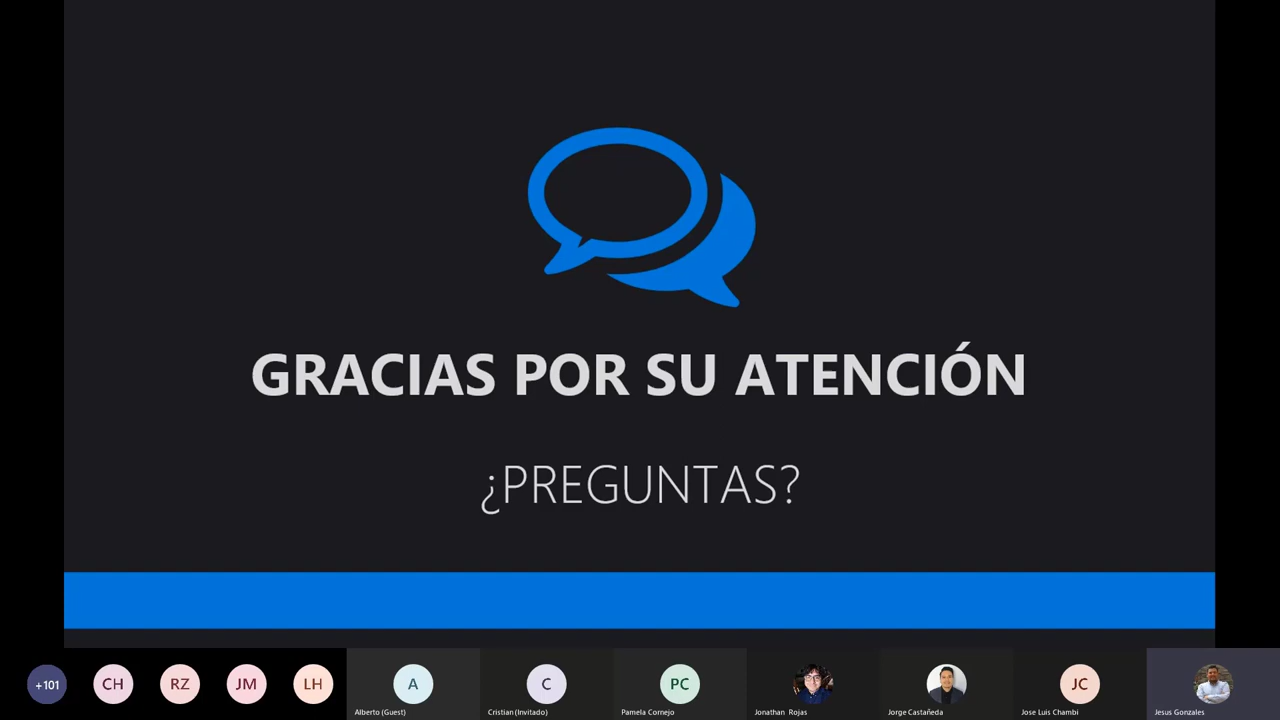 GRACIAS POR SU ATENCIÓN
¿PREGUNTAS?
+101
CH
RZ
JM
LH
A
Alberto (Guest)
C
Cristian (Invitado)
PC
Pamela Cornejo
Jonathan Rojas
Jorge Castañeda
JC
Jose Luis Chambi
Jesus Gonzales